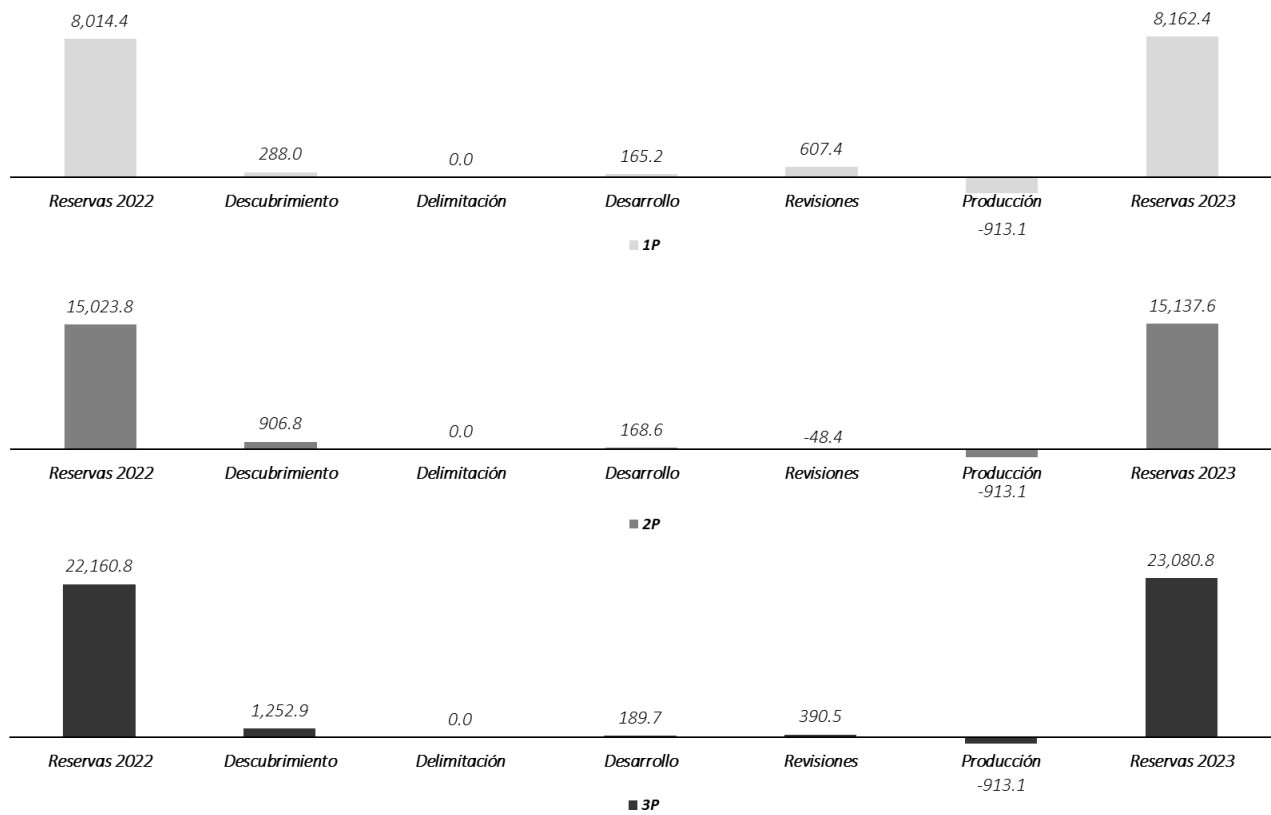 8,014.4 288.0 0.0 165.2 607.4 8,162.4
Reservas 2022 Descubrimiento Delimitación Desarrollo Revisiones Producción Reservas 2023
-913.1
1P
15,023.8 906.8 0.0 168.6 -48.4 15,137.6
Reservas 2022 Descubrimiento Delimitación Desarrollo Revisiones Producción Reservas 2023
-913.1
2P
22,160.8 1,252.9 0.0 189.7 390.5 23,080.8
Reservas 2022 Descubrimiento Delimitación Desarrollo Revisiones Producción Reservas 2023
-913.1
3P